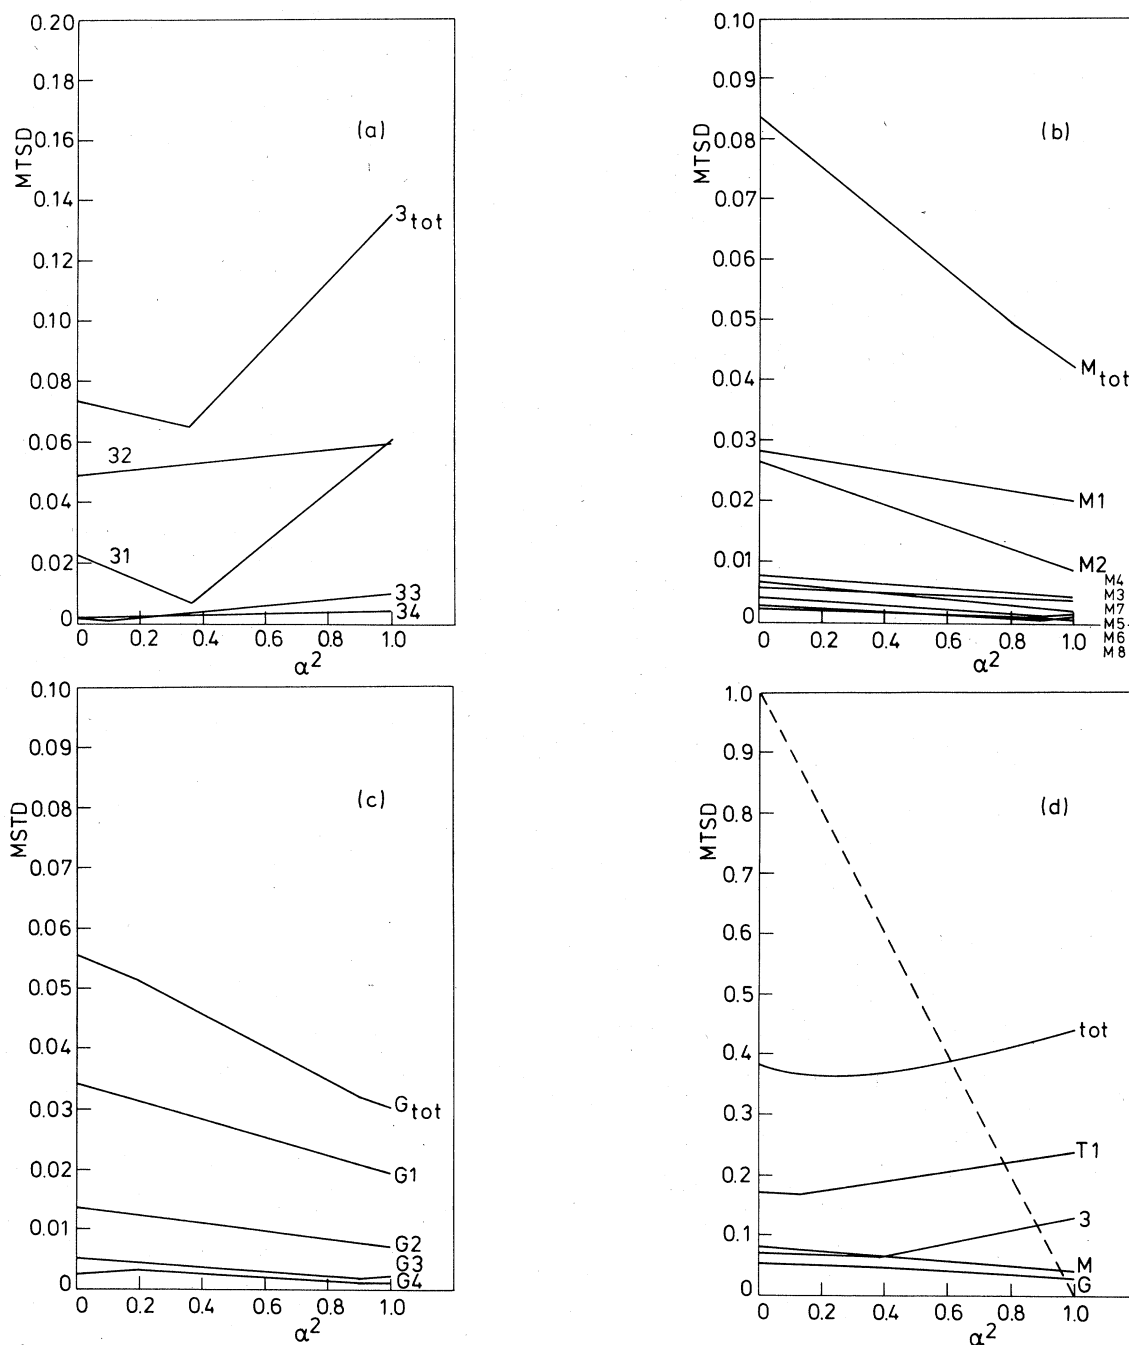 0.20
0.18
0.16
0.14
0.12
0.10
0.08
0.06
0.04
0.02
0
MTSD
(a)
3tot
32
31
33
34
0 0.2 0.4 0.6 0.8 1.0
α²
0.10
0.09
0.08
0.07
0.06
0.05
0.04
0.03
0.02
0.01
0
MTSD
(b)
Mtot
M1
M2
M4
M3
M7
M5
M6
M8
0 0.2 0.4 0.6 0.8 1.0
α²
0.10
0.09
0.08
0.07
0.06
0.05
0.04
0.03
0.02
0.01
0
MSTD
(c)
Gtot
G1
G2
G3
G4
0 0.2 0.4 0.6 0.8 1.0
α²
1.0
0.9
0.8
0.7
0.6
0.5
0.4
0.3
0.2
0.1
0
MTSD
(d)
tot
T1
3
M
G
0 0.2 0.4 0.6 0.8 1.0
α²